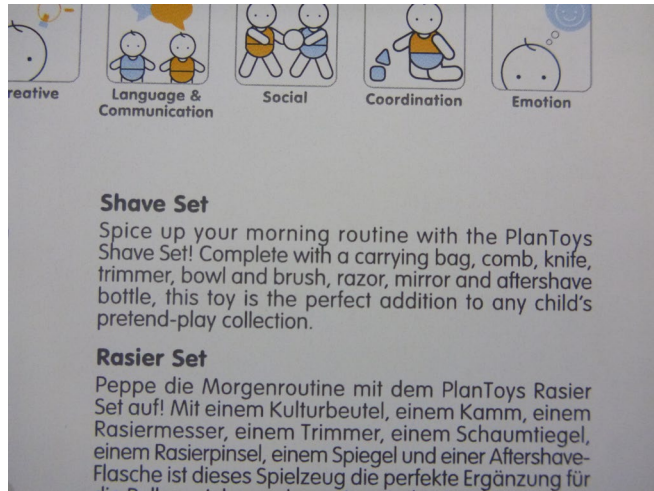 reative
Language &
Communication
Social
Coordination
Emotion
Shave Set
Spice up your morning routine with the PlanToys
Shave Set! Complete with a carrying bag, comb, knife,
trimmer, bowl and brush, razor, mirror and aftershave
bottle, this toy is the perfect addition to any child's
pretend-play collection.
Rasier Set
Peppe die Morgenroutine mit dem PlanToys Rasier
Set auf! Mit einem Kulturbeutel, einem Kamm, einem
Rasiermesser, einem Trimmer, einem Schaumtiegel,
einem Rasierpinsel, einem Spiegel und einer Aftershave-
Flasche ist dieses Spielzeug die perfekte Ergänzung für